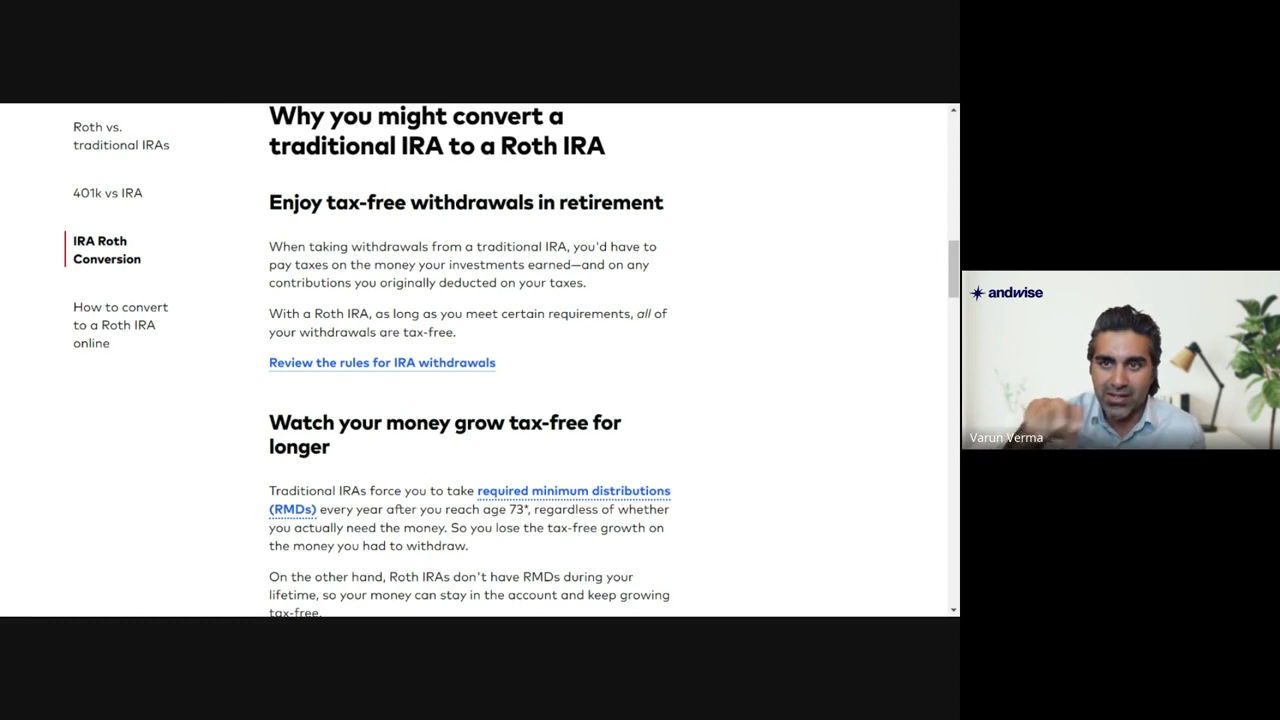 Roth vs.
traditional IRAs
401k vs IRA
IRA Roth
Conversion
How to convert
to a Roth IRA
online
Why you might convert a
traditional IRA to a Roth IRA
Enjoy tax-free withdrawals in retirement
When taking withdrawals from a traditional IRA, you'd have to
pay taxes on the money your investments earned—and on any
contributions you originally deducted on your taxes.
With a Roth IRA, as long as you meet certain requirements, all of
your withdrawals are tax-free.
Review the rules for IRA withdrawals
Watch your money grow tax-free for
longer
Traditional IRAs force you to take required minimum distributions
(RMDs) every year after you reach age 73*, regardless of whether
you actually need the money. So you lose the tax-free growth on
the money you had to withdraw.
On the other hand, Roth IRAs don't have RMDs during your
lifetime, so your money can stay in the account and keep growing
tax-free.
andwise
Varun Verma